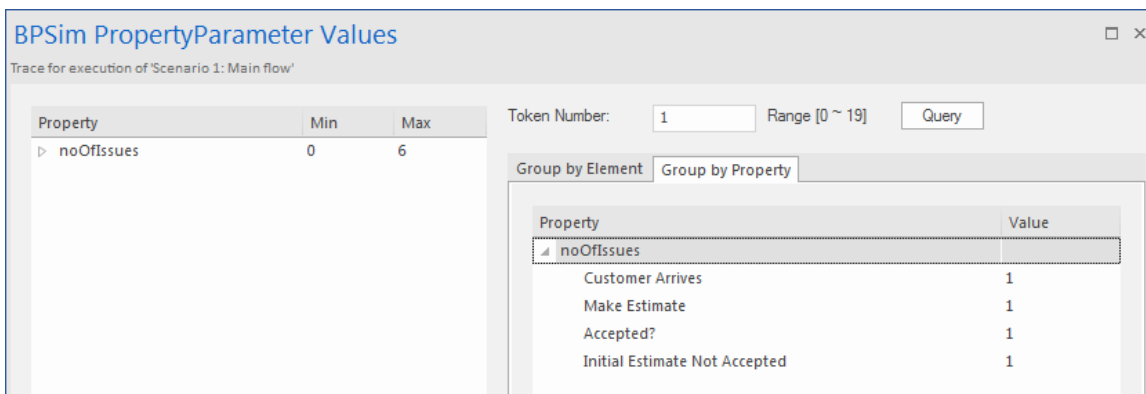 BPSim PropertyParameter Values
Trace for execution of 'Scenario 1: Main flow'
Property Min Max
noOfIssues 0 6
Token Number: 1 Range [0 ~ 19] Query
Group by Element Group by Property
Property Value
noOfIssues
Customer Arrives 1
Make Estimate 1
Accepted? 1
Initial Estimate Not Accepted 1